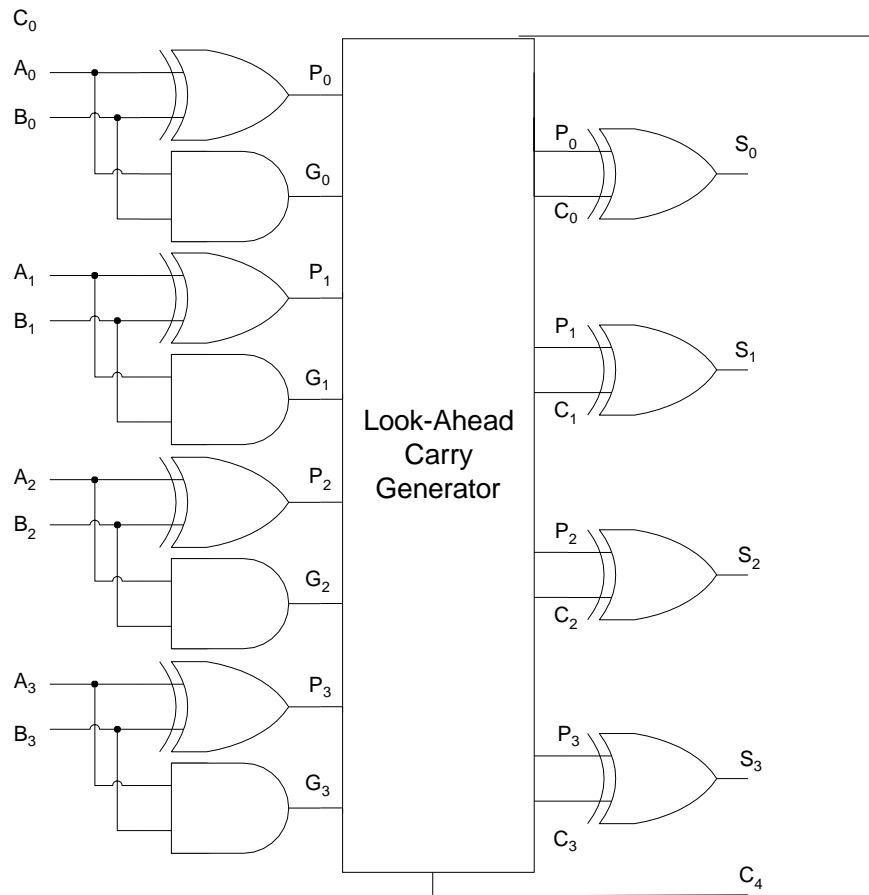 C₀
A₀
B₀
P₀
G₀
A₁
B₁
P₁
G₁
A₂
B₂
P₂
G₂
A₃
B₃
P₃
G₃
Look-Ahead
Carry
Generator
P₀
C₀
S₀
P₁
C₁
S₁
P₂
C₂
S₂
P₃
C₃
S₃
C₄